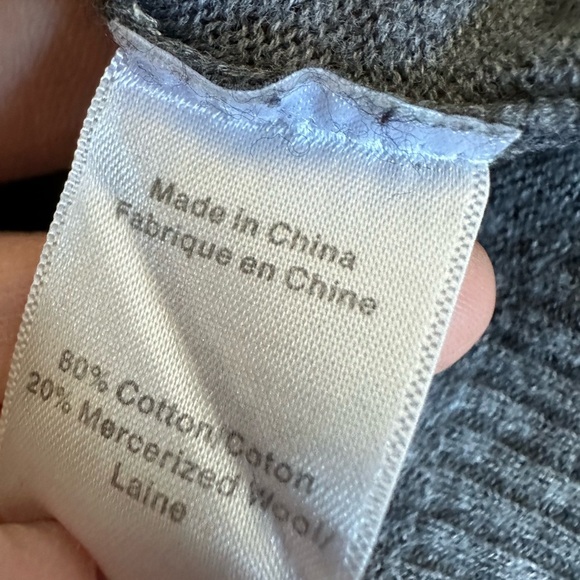 Made in China
Fabrique en Chine
80% Cotton/Coton
20% Mercerized Wool/
Laine